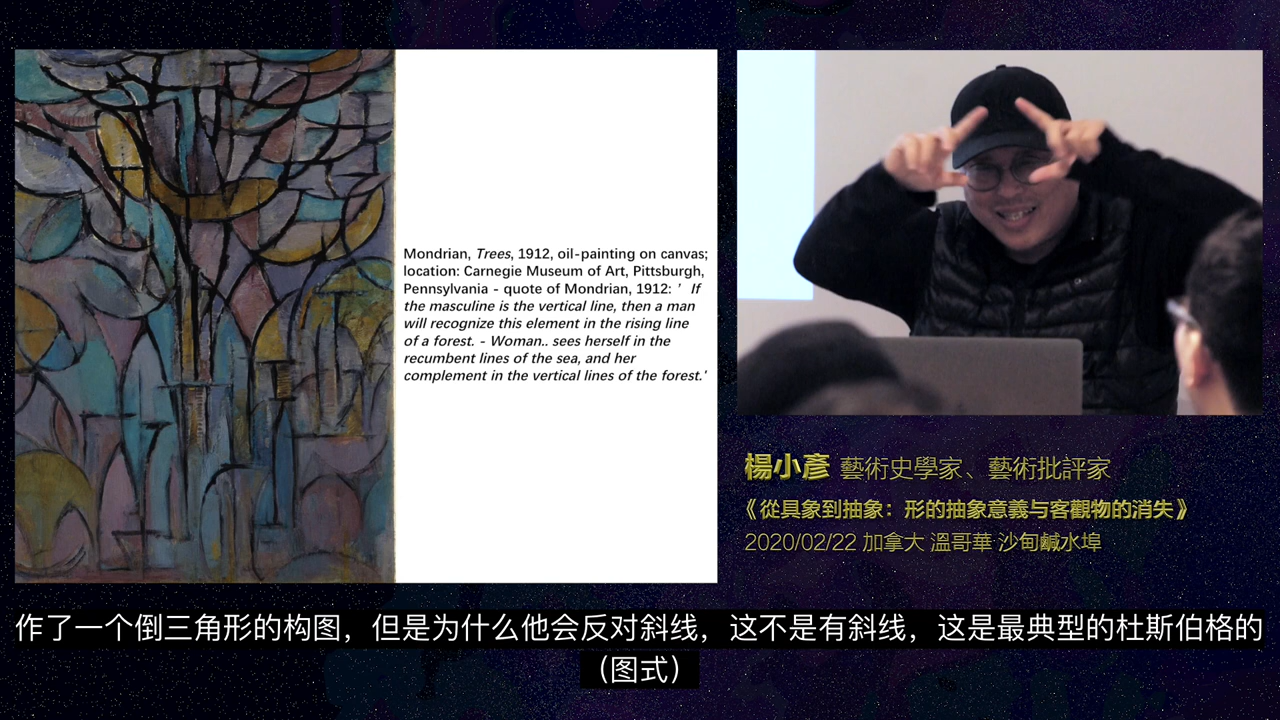 Mondrian, Trees, 1912, oil-painting on canvas;
location: Carnegie Museum of Art, Pittsburgh,
Pennsylvania - quote of Mondrian, 1912: ’ If
the masculine is the vertical line, then a man
will recognize this element in the rising line
of a forest. - Woman.. sees herself in the
recumbent lines of the sea, and her
complement in the vertical lines of the forest.'
楊小彥 藝術史學家、藝術批評家
《從具象到抽象：形的抽象意義与客觀物的消失》
2020/02/22 加拿大 溫哥華 沙甸鹹水埠
作了一个倒三角形的构图，但是为什么他会反对斜线，这不是有斜线，这是最典型的杜斯伯格的
（图式）